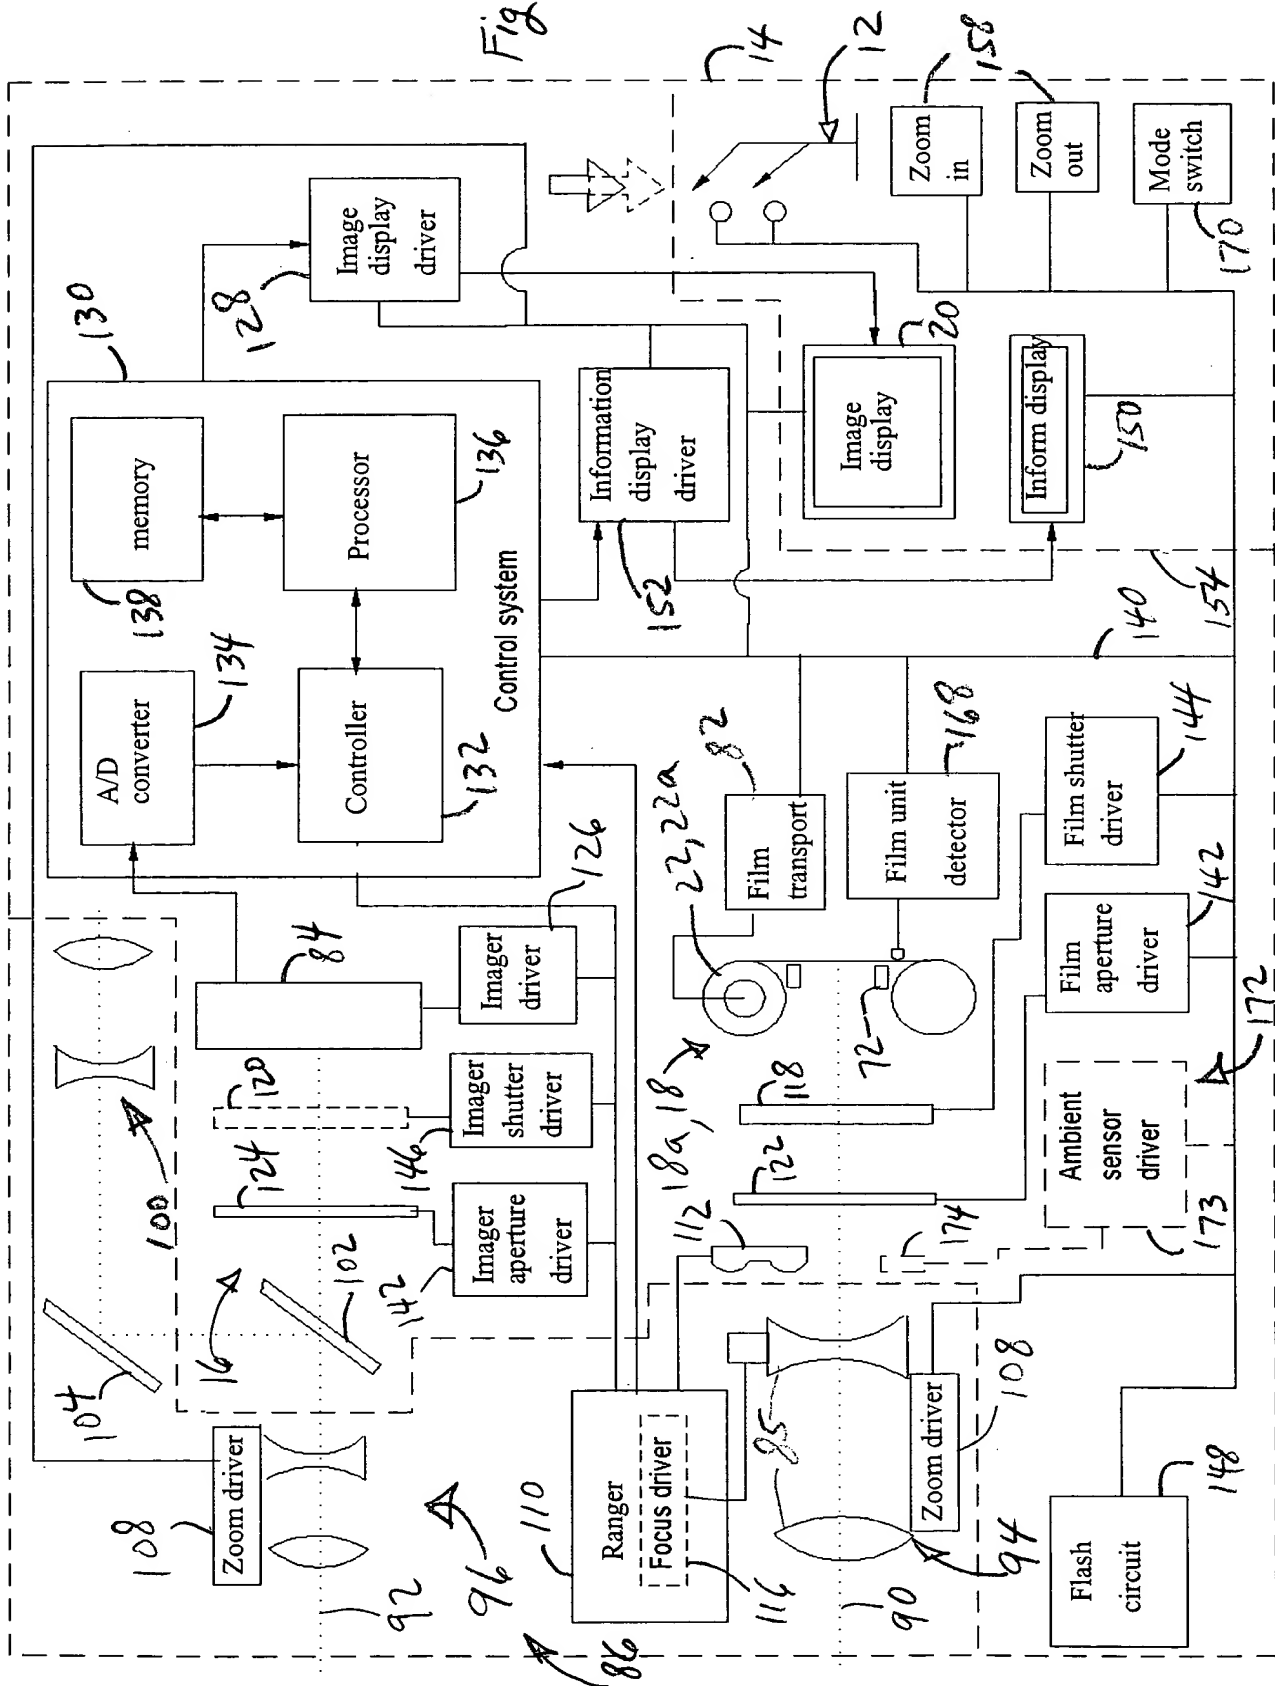 Fig
14
12
158
Zoom
in
Zoom
out
Mode
switch
170
Image
display
driver
128
130
memory
138
Processor
136
A/D
converter
134
Controller
132
Control system
Information
display
driver
152
Image
display
20
Inform display
150
154
140
84
Imager
driver
126
120
Imager
shutter
driver
146
124
Imager
aperture
driver
142
100
16
102
104
Film
transport
82
22, 22a
Film unit
detector
168
72
18a, 18
Film shutter
driver
144
Film
aperture
driver
142
118
122
112
174
Ambient
sensor
driver
173
172
Zoom driver
108
92
96
86
Ranger
110
Focus driver
116
85
90
Zoom driver
108
94
Flash
circuit
148